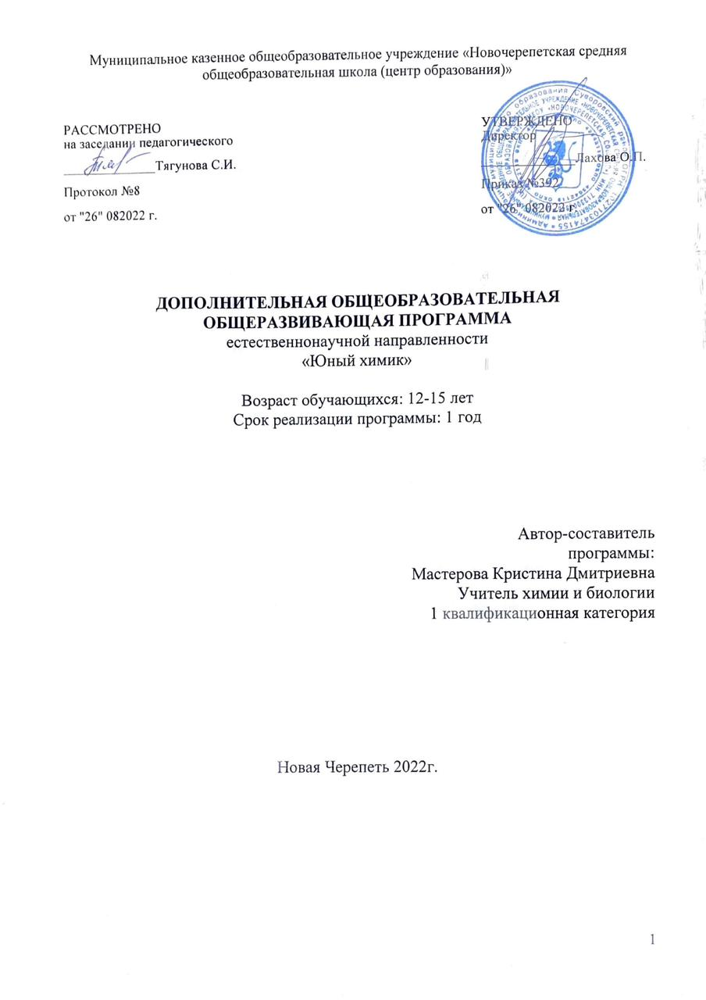 Муниципальное казенное общеобразовательное учреждение «Новочерепетская средняя
общеобразовательная школа (центр образования)»
РАССМОТРЕНО
на заседании педагогического
Тягунова С.И.
Протокол №8
от "26" 082022 г.
УТВЕРЖДЕНО
Директор
Лахова О.П.
Приказ №392
от "26" 082022 г.
ДОПОЛНИТЕЛЬНАЯ ОБЩЕОБРАЗОВАТЕЛЬНАЯ
ОБЩЕРАЗВИВАЮЩАЯ ПРОГРАММА
естественнонаучной направленности
«Юный химик»
Возраст обучающихся: 12-15 лет
Срок реализации программы: 1 год
Автор-составитель
программы:
Мастерова Кристина Дмитриевна
Учитель химии и биологии
1 квалификационная категория
Новая Черепеть 2022г.
1